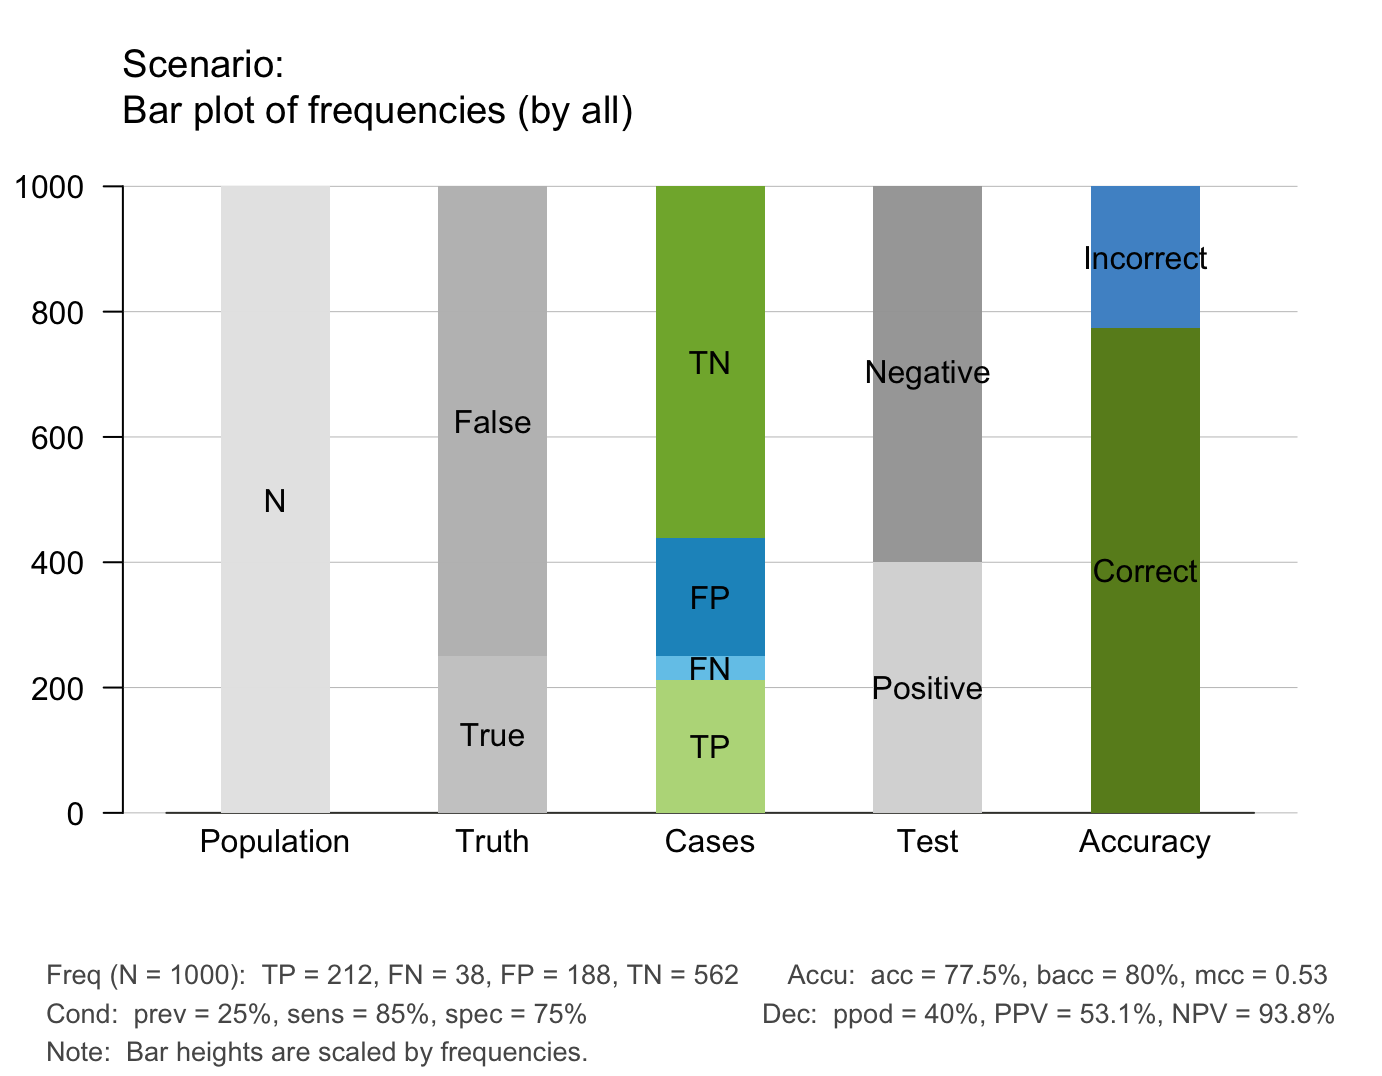 Scenario:
Bar plot of frequencies (by all)
1000
800
600
400
200
0
N
False
True
TN
FP
FN
TP
Negative
Positive
Incorrect
Correct
Population
Truth
Cases
Test
Accuracy
Freq (N = 1000):  TP = 212, FN = 38, FP = 188, TN = 562
Accu:  acc = 77.5%, bacc = 80%, mcc = 0.53
Cond:  prev = 25%, sens = 85%, spec = 75%
Dec:  ppod = 40%, PPV = 53.1%, NPV = 93.8%
Note:  Bar heights are scaled by frequencies.